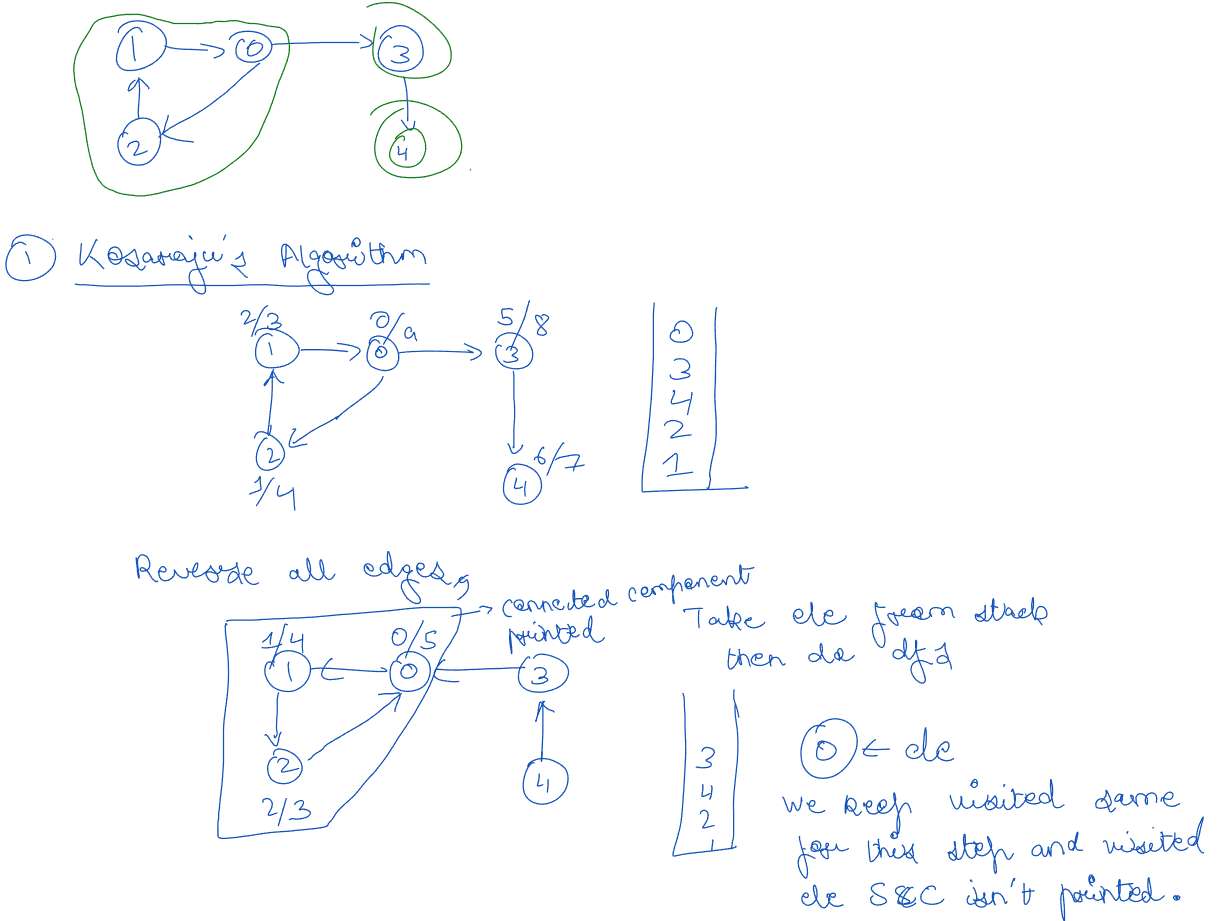 1 0 3
2 4
1 Kosaraju's Algorithm
2/3 0/9 5/8
1 0 3
2 4 6/7
1/4
0
3
4
2
1
Reverse all edges,
connected component
printed
Take ele from stack
then do dfs
1/4 0/5
1 0 3
2 4
2/3
3
4
2
1
0 ← ele
We keep visited same
for this step and visited
ele SCC isn't printed.